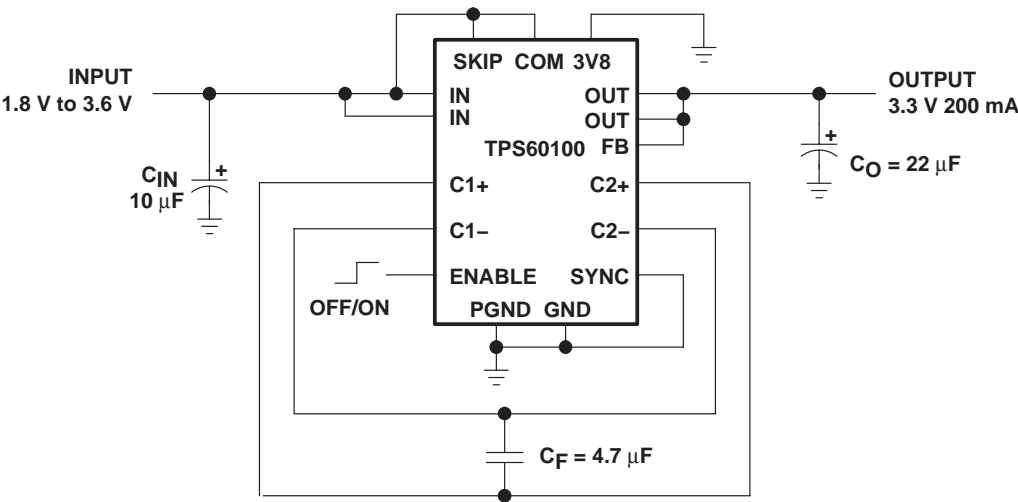 SKIP COM 3V8
INPUT
1.8 V to 3.6 V
IN
IN
OUT
OUT
FB
TPS60100
OUTPUT
3.3 V 200 mA
+
CIN
10 μF
+
CO = 22 μF
C1+
C2+
C1–
C2–
ENABLE
SYNC
OFF/ON
PGND GND
CF = 4.7 μF